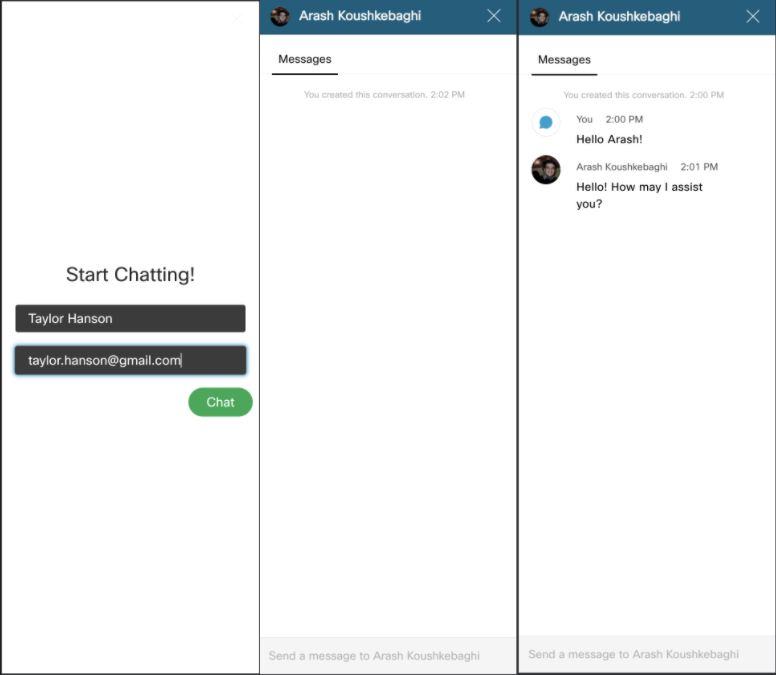 Start Chatting!
Taylor Hanson
taylor.hanson@gmail.com
Chat
Arash Koushkebaghi
Messages
You created this conversation. 2:02 PM
Send a message to Arash Koushkebaghi
Arash Koushkebaghi
Messages
You created this conversation. 2:00 PM
You 2:00 PM
Hello Arash!
Arash Koushkebaghi 2:01 PM
Hello! How may I assist
you?
Send a message to Arash Koushkebaghi